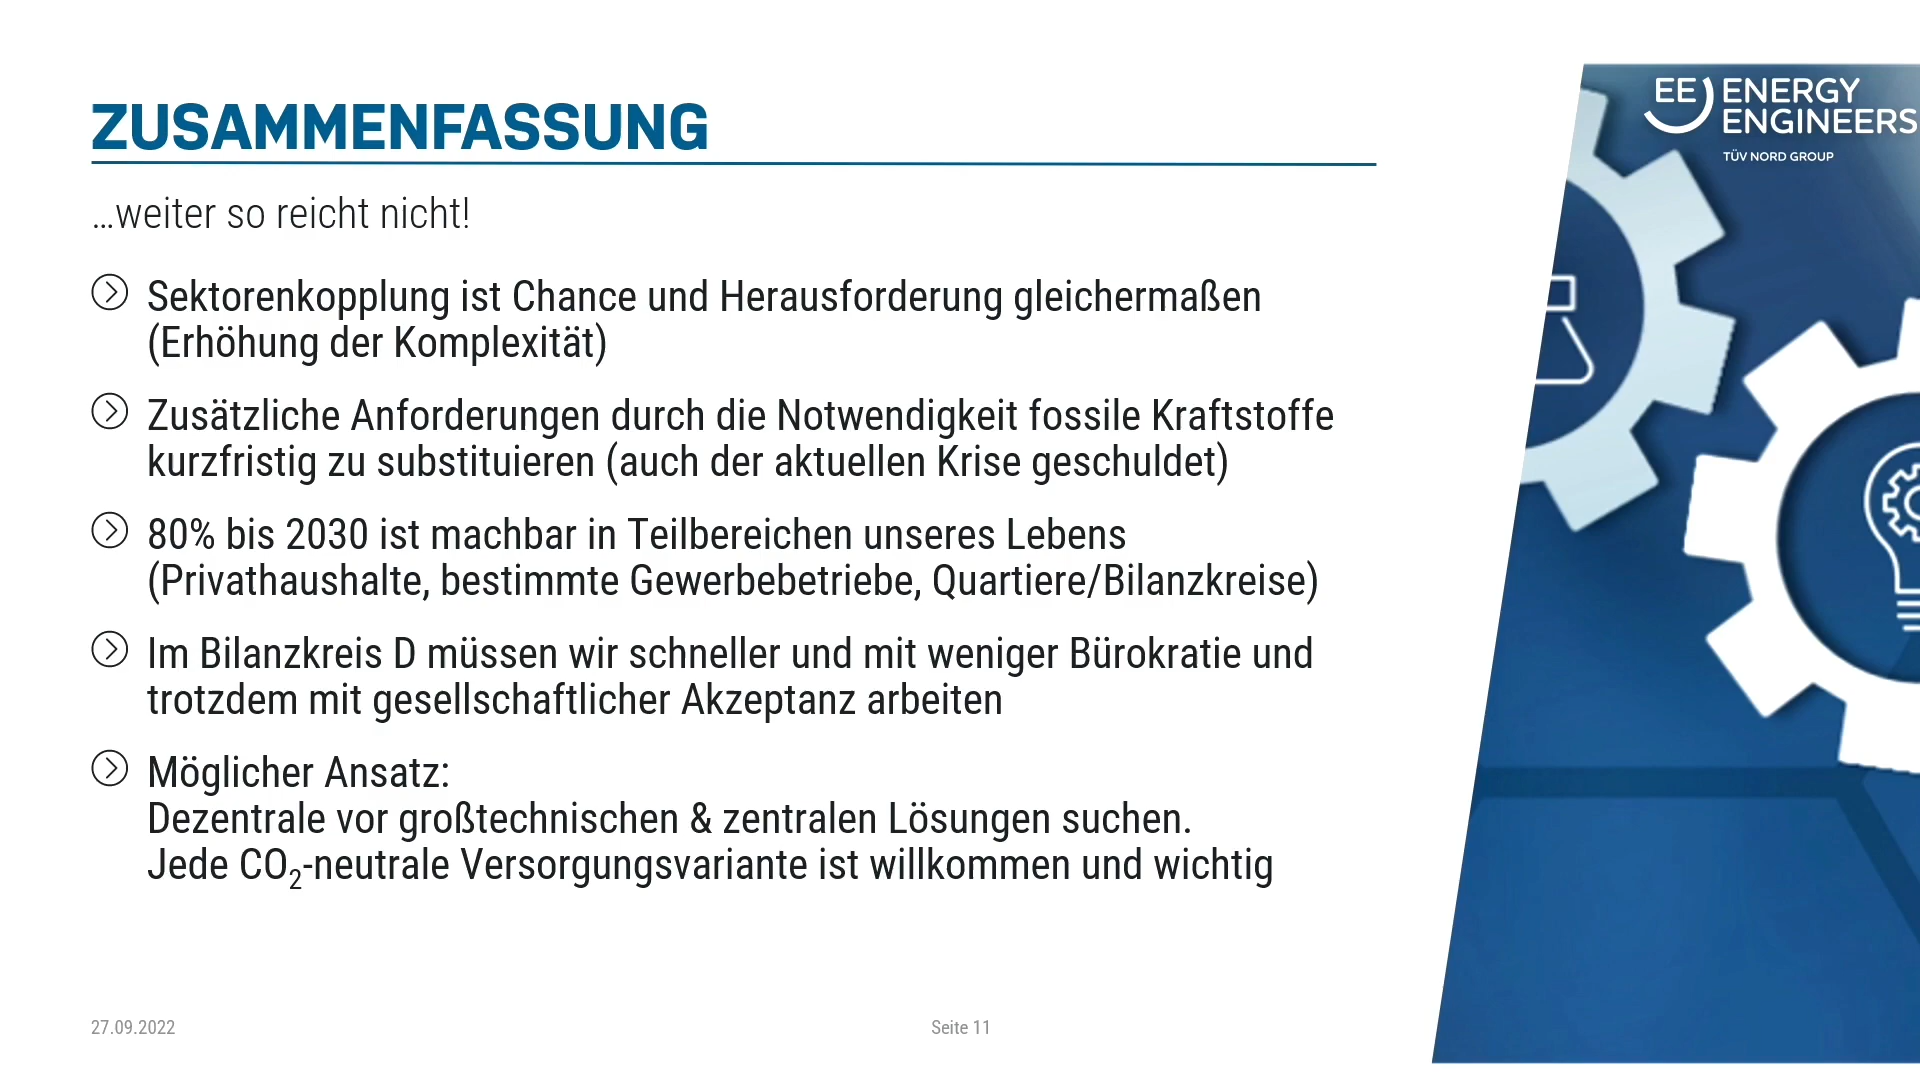 ZUSAMMENFASSUNG
…weiter so reicht nicht!
Sektorenkopplung ist Chance und Herausforderung gleichermaßen
(Erhöhung der Komplexität)
Zusätzliche Anforderungen durch die Notwendigkeit fossile Kraftstoffe
kurzfristig zu substituieren (auch der aktuellen Krise geschuldet)
80% bis 2030 ist machbar in Teilbereichen unseres Lebens
(Privathaushalte, bestimmte Gewerbebetriebe, Quartiere/Bilanzkreise)
Im Bilanzkreis D müssen wir schneller und mit weniger Bürokratie und
trotzdem mit gesellschaftlicher Akzeptanz arbeiten
Möglicher Ansatz:
Dezentrale vor großtechnischen & zentralen Lösungen suchen.
Jede CO₂-neutrale Versorgungsvariante ist willkommen und wichtig
27.09.2022
Seite 11
EE ENERGY
ENGINEERS
TÜV NORD GROUP